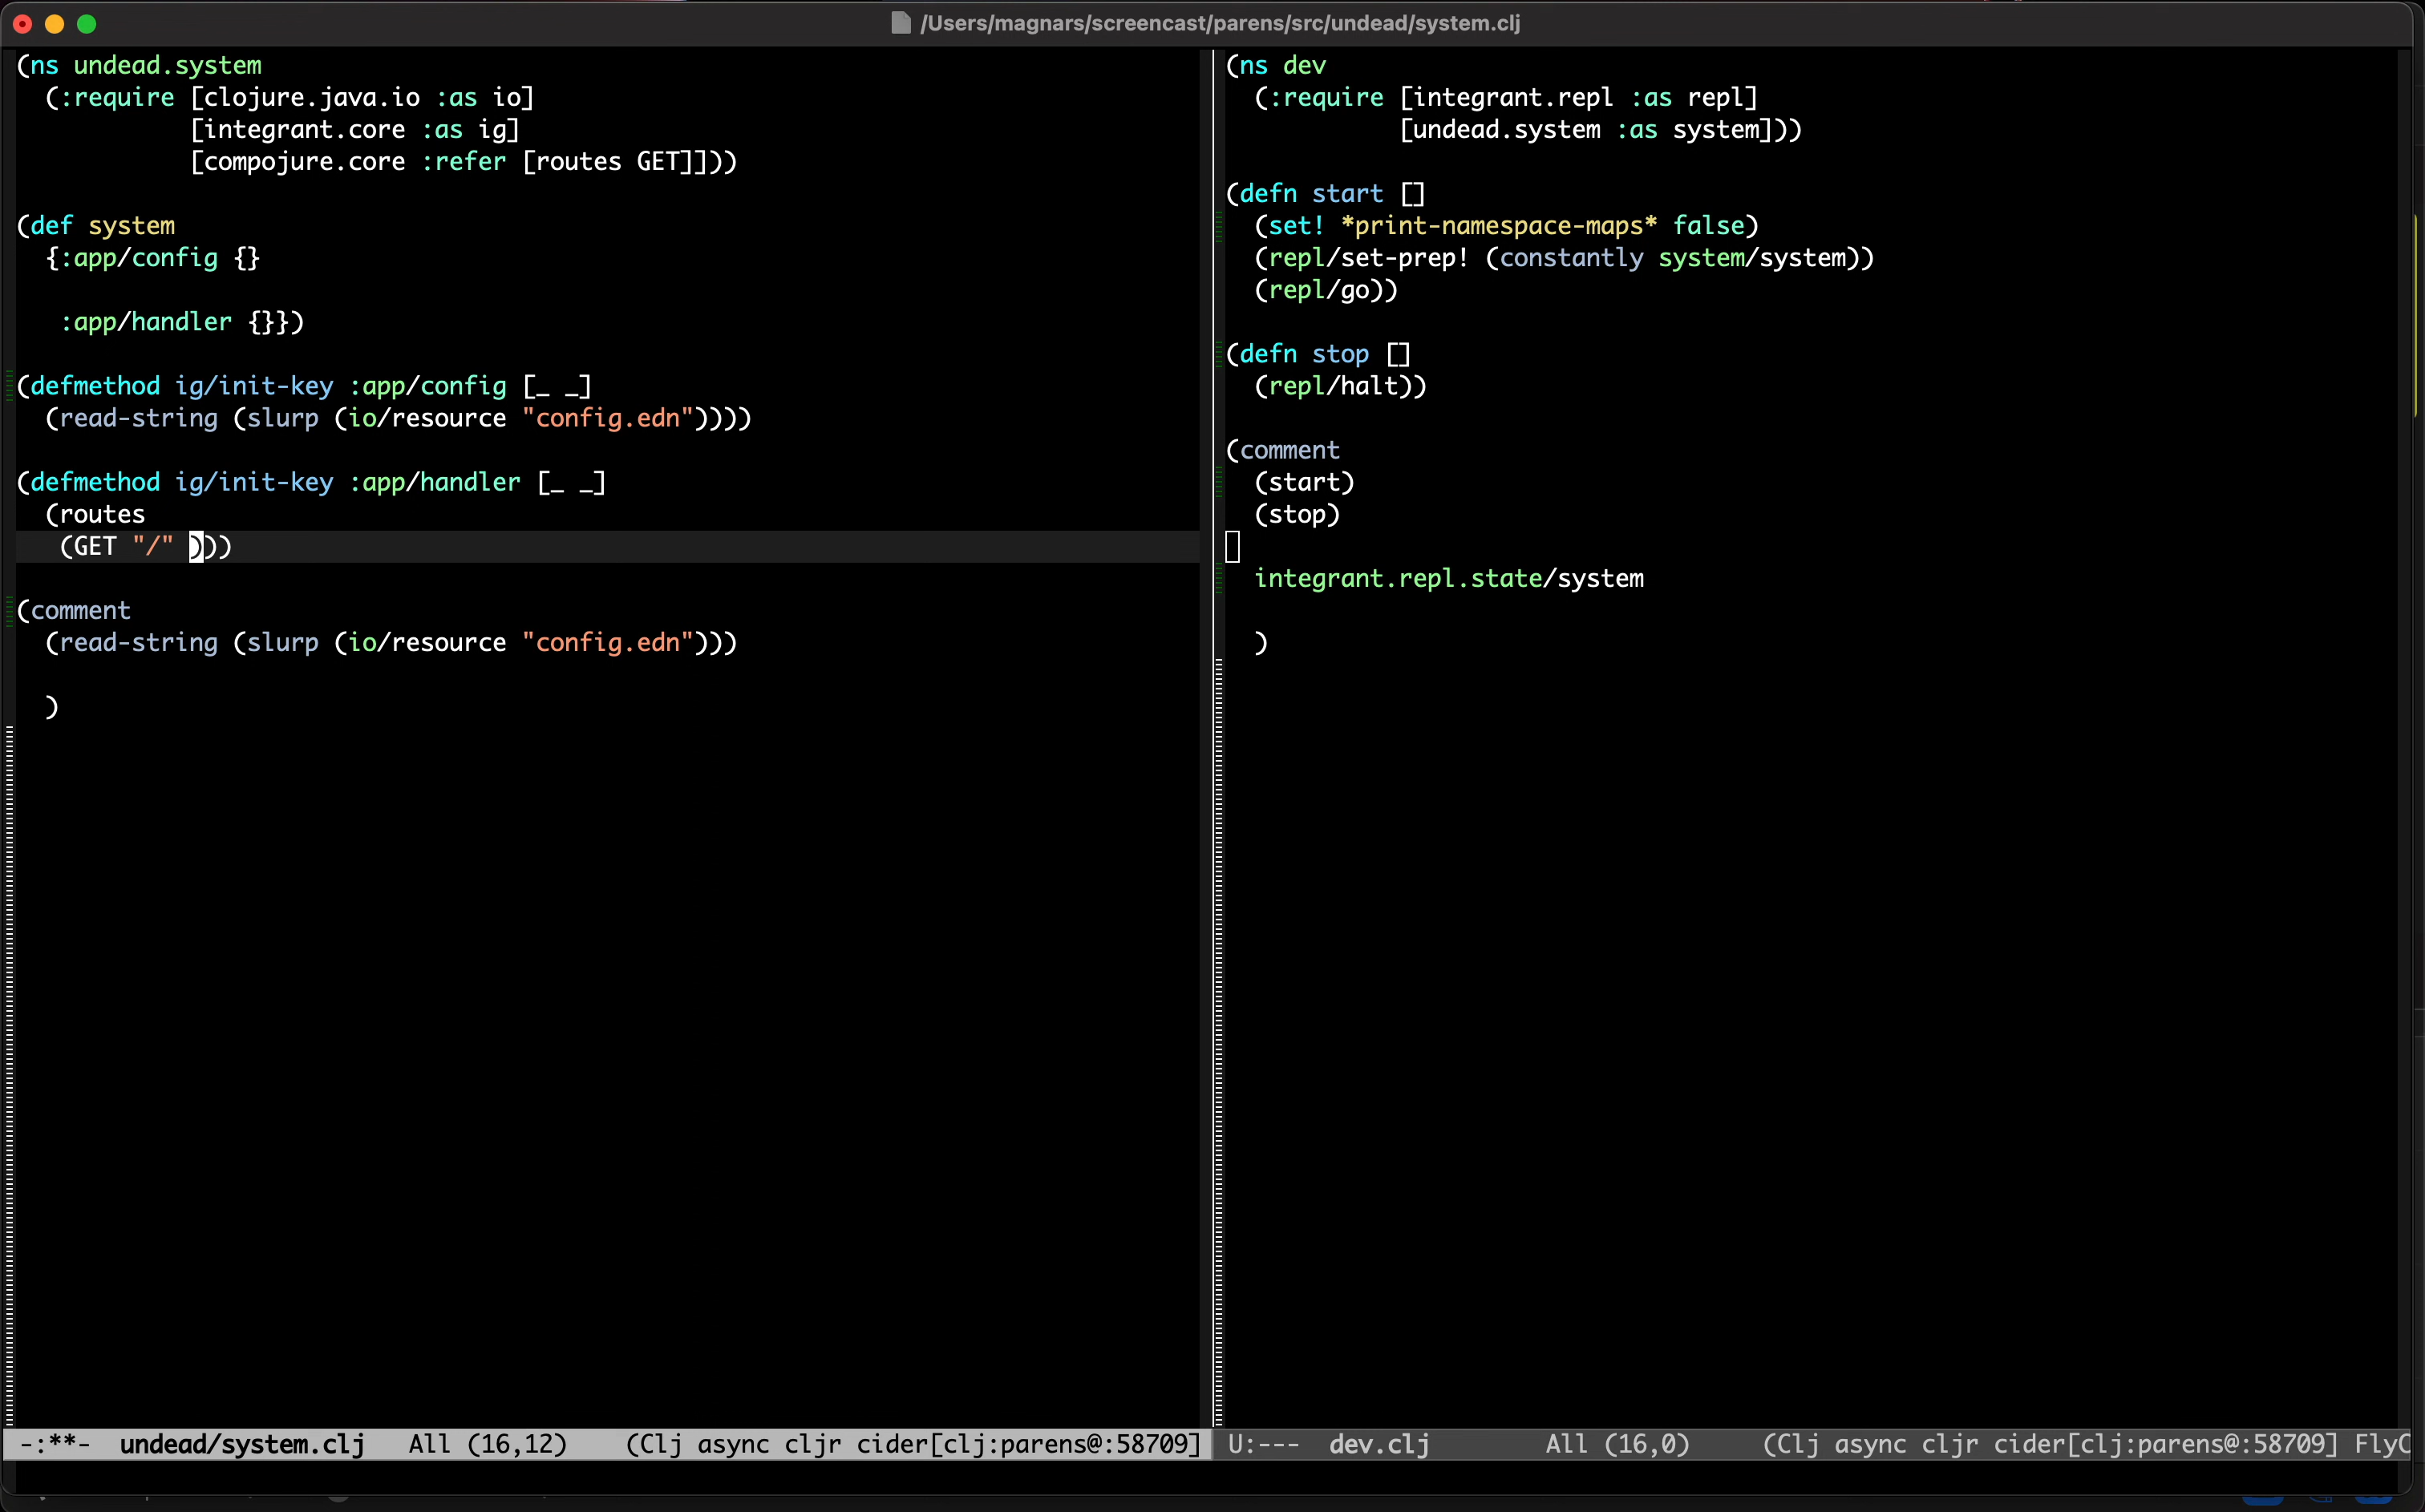 /Users/magnars/screencast/parens/src/undead/system.clj
(ns undead.system
  (:require [clojure.java.io :as io]
            [integrant.core :as ig]
            [compojure.core :refer [routes GET]]))

(def system
  {:app/config {}

   :app/handler {}})

(defmethod ig/init-key :app/config [_ _]
  (read-string (slurp (io/resource "config.edn"))))

(defmethod ig/init-key :app/handler [_ _]
  (routes
   (GET "/" )))

(comment
  (read-string (slurp (io/resource "config.edn")))

  )
-:**-  undead/system.clj   All (16,12)    (Clj async cljr cider[clj:parens@:58709]
(ns dev
  (:require [integrant.repl :as repl]
            [undead.system :as system]))

(defn start []
  (set! *print-namespace-maps* false)
  (repl/set-prep! (constantly system/system))
  (repl/go))

(defn stop []
  (repl/halt))

(comment
  (start)
  (stop)

  integrant.repl.state/system

  )
U:---  dev.clj        All (16,0)     (Clj async cljr cider[clj:parens@:58709] FlyC